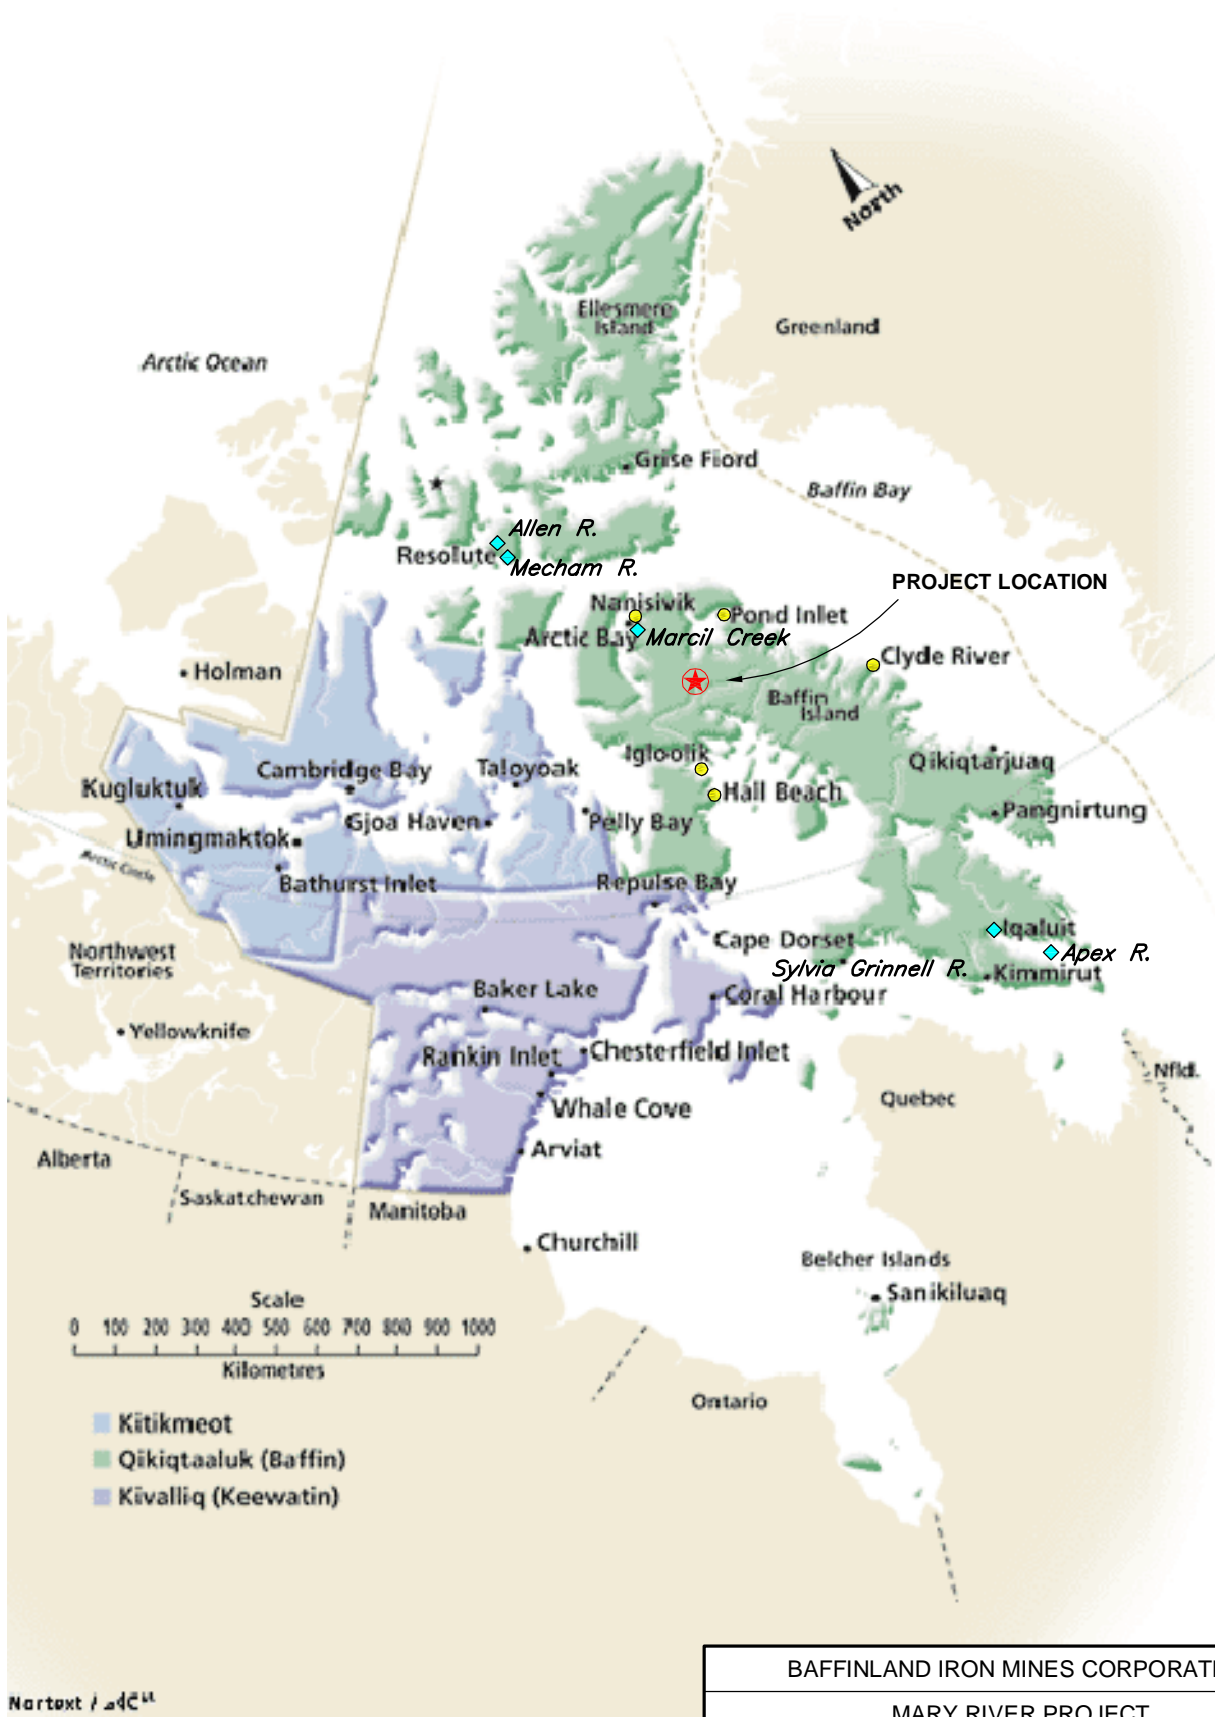 North
Ellesmere
Island
Greenland
Arctic Ocean
Grise Fiord
Baffin Bay
Allen R.
Resolute
Mecham R.
PROJECT LOCATION
Nanisivik
Pond Inlet
Arctic Bay
Marcil Creek
Clyde River
Holman
Baffin
Island
Igloolik
Qikiqtarjuaq
Cambridge Bay
Taloyoak
Kugluktuk
Hall Beach
Pangnirtung
Gjoa Haven
Pelly Bay
Umingmaktok
Arctic Circle
Bathurst Inlet
Repulse Bay
Iqaluit
Cape Dorset
Northwest
Territories
Apex R.
Sylvia Grinnell R.
Kimmirut
Baker Lake
Coral Harbour
Yellowknife
Rankin Inlet
Chesterfield Inlet
Nfld.
Quebec
Whale Cove
Arviat
Alberta
Saskatchewan
Manitoba
Churchill
Belcher Islands
Sanikiluaq
Scale
0 100 200 300 400 500 600 700 800 900 1000
Kilometres
Ontario
Kitikmeot
Qikiqtaaluk (Baffin)
Kivalliq (Keewatin)
BAFFINLAND IRON MINES CORPORATI
MARY RIVER PROJECT
Nortext /